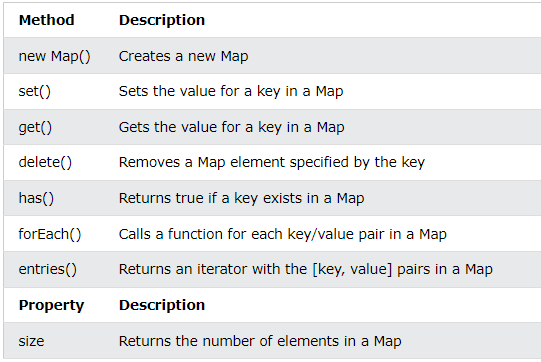 Method Description
new Map() Creates a new Map
set() Sets the value for a key in a Map
get() Gets the value for a key in a Map
delete() Removes a Map element specified by the key
has() Returns true if a key exists in a Map
forEach() Calls a function for each key/value pair in a Map
entries() Returns an iterator with the [key, value] pairs in a Map
Property Description
size Returns the number of elements in a Map